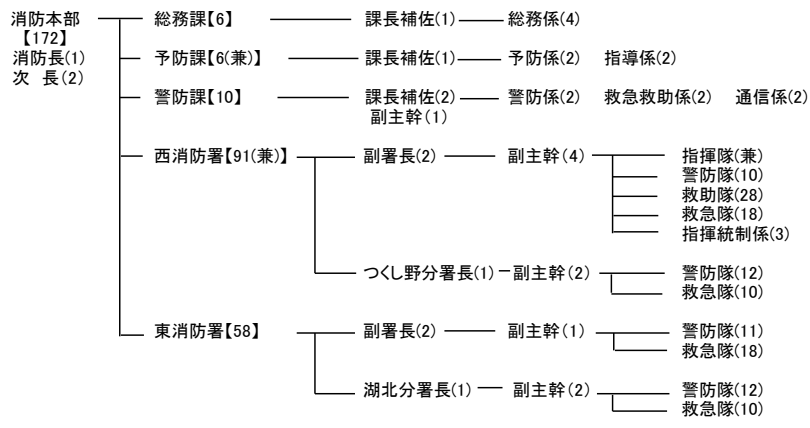 消防本部 総務課【6】 課長補佐(1) 総務係(4)
【172】
消防長(1) 予防課【6(兼)】 課長補佐(1) 予防係(2) 指導係(2)
次 長(2)
警防課【10】 課長補佐(2) 警防係(2) 救急救助係(2) 通信係(2)
副主幹(1)
西消防署【91(兼)】 副署長(2) 副主幹(4) 指揮隊(兼)
警防隊(10)
救助隊(28)
救急隊(18)
指揮統制係(3)
つくし野分署長(1) 副主幹(2) 警防隊(12)
救急隊(10)
東消防署【58】 副署長(2) 副主幹(1) 警防隊(11)
救急隊(18)
湖北分署長(1) 副主幹(2) 警防隊(12)
救急隊(10)